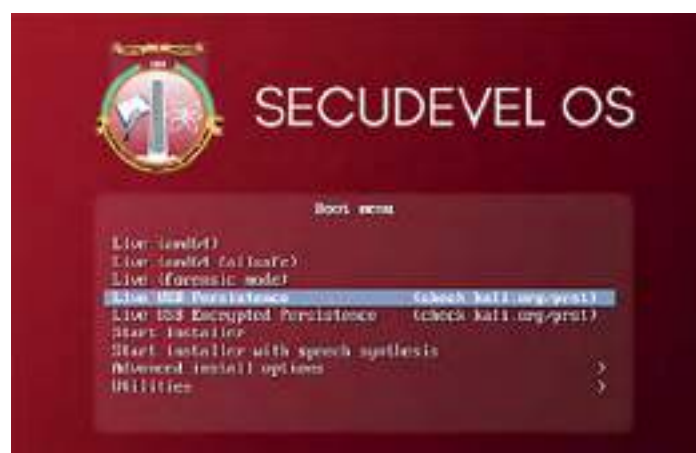 SECUDEVEL OS
Boot menu
Live (amd64)
Live (amd64 failsafe)
Live (forensic mode)
Live USB Persistence (check kali.org/prst)
Live USB Encrypted Persistence (check kali.org/prst)
Start installer
Start installer with speech synthesis
Advanced install options >
Utilities >